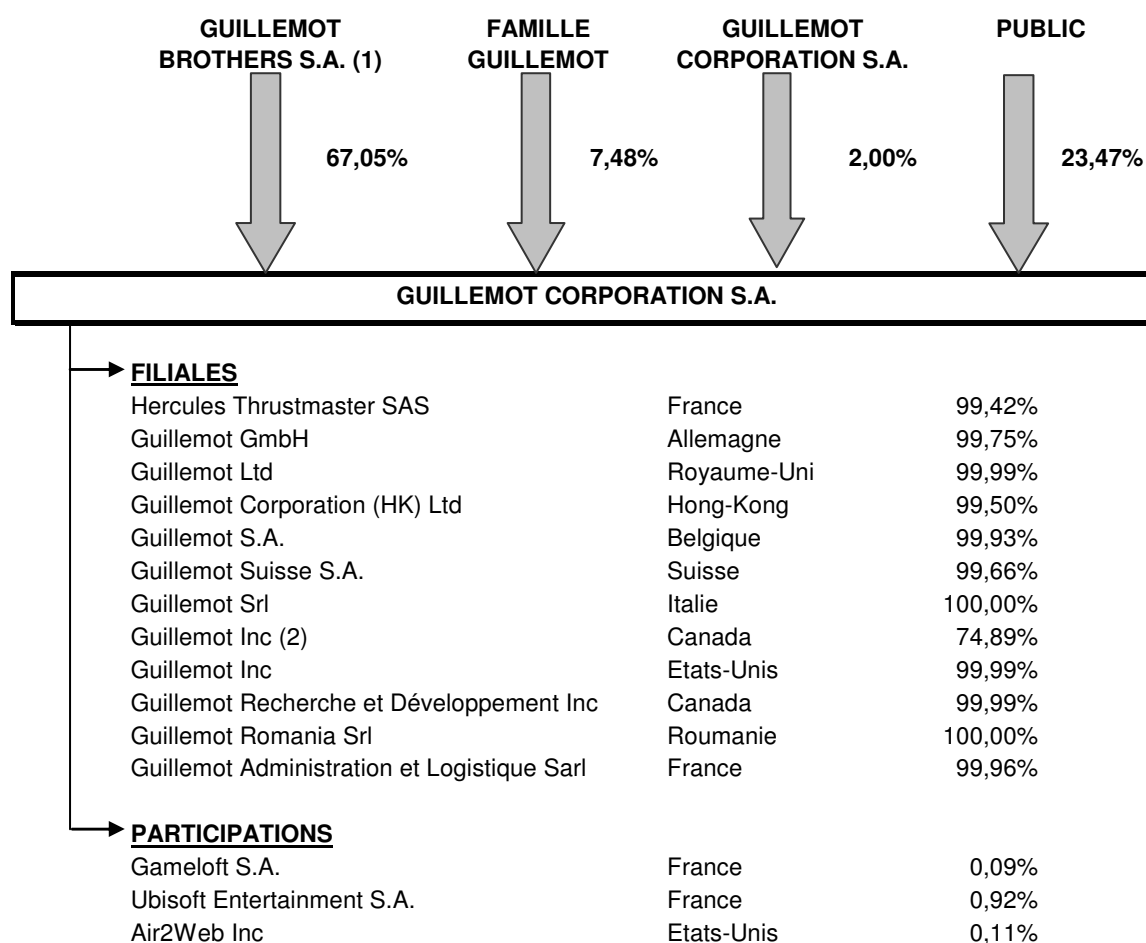 GUILLEMOT FAMILLE GUILLEMOT PUBLIC
BROTHERS S.A. (1) GUILLEMOT CORPORATION S.A.
67,05% 7,48% 2,00% 23,47%
GUILLEMOT CORPORATION S.A.
FILIALES
Hercules Thrustmaster SAS France 99,42%
Guillemot GmbH Allemagne 99,75%
Guillemot Ltd Royaume-Uni 99,99%
Guillemot Corporation (HK) Ltd Hong-Kong 99,50%
Guillemot S.A. Belgique 99,93%
Guillemot Suisse S.A. Suisse 99,66%
Guillemot Srl Italie 100,00%
Guillemot Inc (2) Canada 74,89%
Guillemot Inc Etats-Unis 99,99%
Guillemot Recherche et Développement Inc Canada 99,99%
Guillemot Romania Srl Roumanie 100,00%
Guillemot Administration et Logistique Sarl France 99,96%
PARTICIPATIONS
Gameloft S.A. France 0,09%
Ubisoft Entertainment S.A. France 0,92%
Air2Web Inc Etats-Unis 0,11%